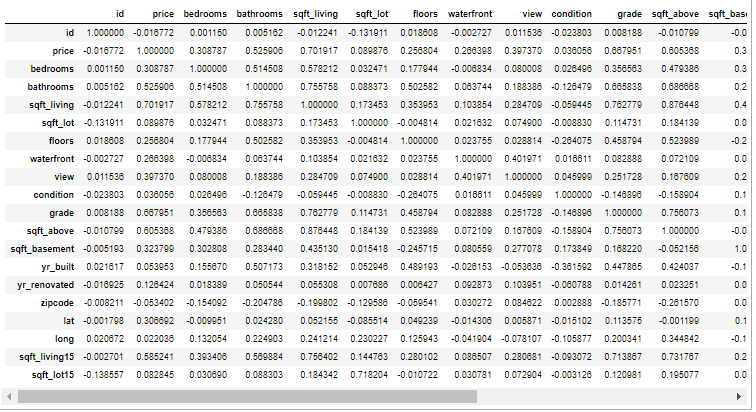 id price bedrooms bathrooms sqft_living sqft_lot floors waterfront view condition grade sqft_above sqft_base
id 1.000000 -0.016772 0.001150 0.005162 -0.012241 -0.131911 0.018608 -0.002727 0.011536 -0.023803 0.008188 -0.010799 -0.0
price -0.016772 1.000000 0.308787 0.525906 0.701917 0.089876 0.256804 0.266398 0.397370 0.036056 0.667951 0.605368 0.3
bedrooms 0.001150 0.308787 1.000000 0.514508 0.578212 0.032471 0.177944 -0.006834 0.080008 0.026496 0.356563 0.479386 0.3
bathrooms 0.005162 0.525906 0.514508 1.000000 0.755758 0.088373 0.502582 0.063744 0.188386 -0.126479 0.665838 0.686668 0.2
sqft_living -0.012241 0.701917 0.578212 0.755758 1.000000 0.173453 0.353953 0.103854 0.284709 -0.059445 0.762779 0.876448 0.4
sqft_lot -0.131911 0.089876 0.032471 0.088373 0.173453 1.000000 -0.004814 0.021632 0.074900 -0.008830 0.114731 0.184139 0.0
floors 0.018608 0.256804 0.177944 0.502582 0.353953 -0.004814 1.000000 0.023755 0.028814 -0.264075 0.458794 0.523989 -0.2
waterfront -0.002727 0.266398 -0.006834 0.063744 0.103854 0.021632 0.023755 1.000000 0.401971 0.016611 0.082888 0.072109 0.0
view 0.011536 0.397370 0.080008 0.188386 0.284709 0.074900 0.028814 0.401971 1.000000 0.045999 0.251728 0.167609 0.2
condition -0.023803 0.036056 0.026496 -0.126479 -0.059445 -0.008830 -0.264075 0.016611 0.045999 1.000000 -0.146896 -0.158904 0.1
grade 0.008188 0.667951 0.356563 0.665838 0.762779 0.114731 0.458794 0.082888 0.251728 -0.146896 1.000000 0.756073 0.1
sqft_above -0.010799 0.605368 0.479386 0.686668 0.876448 0.184139 0.523989 0.072109 0.167609 -0.158904 0.756073 1.000000 -0.0
sqft_basement -0.005193 0.323799 0.302808 0.283440 0.435130 0.015418 -0.245715 0.080559 0.277078 0.173849 0.168220 -0.052156 1.0
yr_built 0.021617 0.053953 0.155670 0.507173 0.318152 0.052946 0.489193 -0.026153 -0.053636 -0.361592 0.447865 0.424037 -0.1
yr_renovated -0.016925 0.126424 0.018389 0.050544 0.055308 0.007686 0.006427 0.092873 0.103951 -0.060788 0.014261 0.023251 0.0
zipcode -0.008211 -0.053402 -0.154092 -0.204786 -0.199802 -0.129586 -0.059541 0.030272 0.084622 0.002888 -0.185771 -0.261570 0.0
lat -0.001798 0.306692 -0.009951 0.024280 0.052155 -0.085514 0.049239 -0.014306 0.005871 -0.015102 0.113575 -0.001199 0.1
long 0.020672 0.022036 0.132054 0.224903 0.241214 0.230227 0.125943 -0.041904 -0.078107 -0.105877 0.200341 0.344842 -0.1
sqft_living15 -0.002701 0.585241 0.393406 0.569884 0.756402 0.144763 0.280102 0.086507 0.280681 -0.093072 0.713867 0.731767 0.2
sqft_lot15 -0.138557 0.082845 0.030690 0.088303 0.184342 0.718204 -0.010722 0.030781 0.072904 -0.003126 0.120981 0.195077 0.0